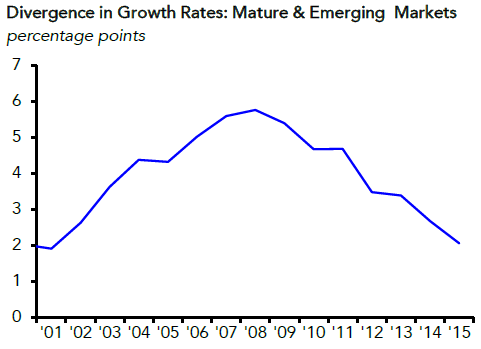 Divergence in Growth Rates: Mature & Emerging Markets
percentage points
7
6
5
4
3
2
1
0
'01 '02 '03 '04 '05 '06 '07 '08 '09 '10 '11 '12 '13 '14 '15